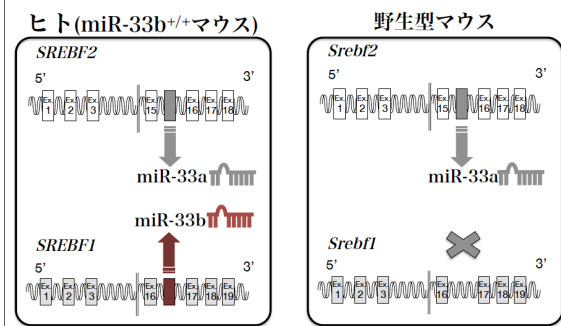 ヒト(miR-33b+/+マウス)
SREBF2
5’ 3’
Ex. 1 Ex. 2 Ex. 3 Ex. 15 Ex. 16 Ex. 17 Ex. 18
miR-33a
miR-33b
SREBF1
5’ 3’
Ex. 1 Ex. 2 Ex. 3 Ex. 16 Ex. 17 Ex. 18 Ex. 19
野生型マウス
Srebf2
5’ 3’
Ex. 1 Ex. 2 Ex. 3 Ex. 15 Ex. 16 Ex. 17 Ex. 18
miR-33a
Srebf1
5’ 3’
Ex. 1 Ex. 2 Ex. 3 Ex. 16 Ex. 17 Ex. 18 Ex. 19